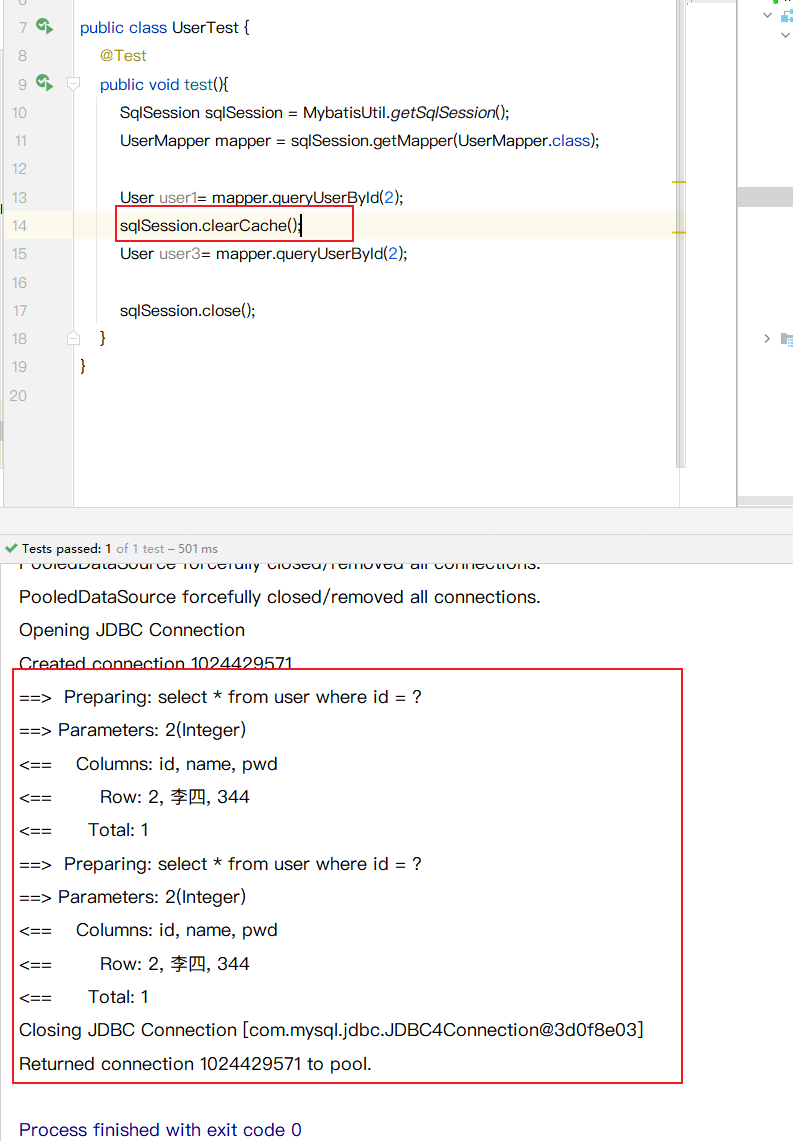 7 public class UserTest {
8 @Test
9 public void test(){
10 SqlSession sqlSession = MybatisUtil.getSqlSession();
11 UserMapper mapper = sqlSession.getMapper(UserMapper.class);
12
13 User user1= mapper.queryUserById(2);
14 sqlSession.clearCache();
15 User user3= mapper.queryUserById(2);
16
17 sqlSession.close();
18 }
19 }
20
Tests passed: 1 of 1 test – 501 ms
PooledDataSource forcefully closed/removed all connections.
PooledDataSource forcefully closed/removed all connections.
Opening JDBC Connection
Created connection 1024429571
==> Preparing: select * from user where id = ?
==> Parameters: 2(Integer)
<== Columns: id, name, pwd
<== Row: 2, 李四, 344
<== Total: 1
==> Preparing: select * from user where id = ?
==> Parameters: 2(Integer)
<== Columns: id, name, pwd
<== Row: 2, 李四, 344
<== Total: 1
Closing JDBC Connection [com.mysql.jdbc.JDBC4Connection@3d0f8e03]
Returned connection 1024429571 to pool.
Process finished with exit code 0